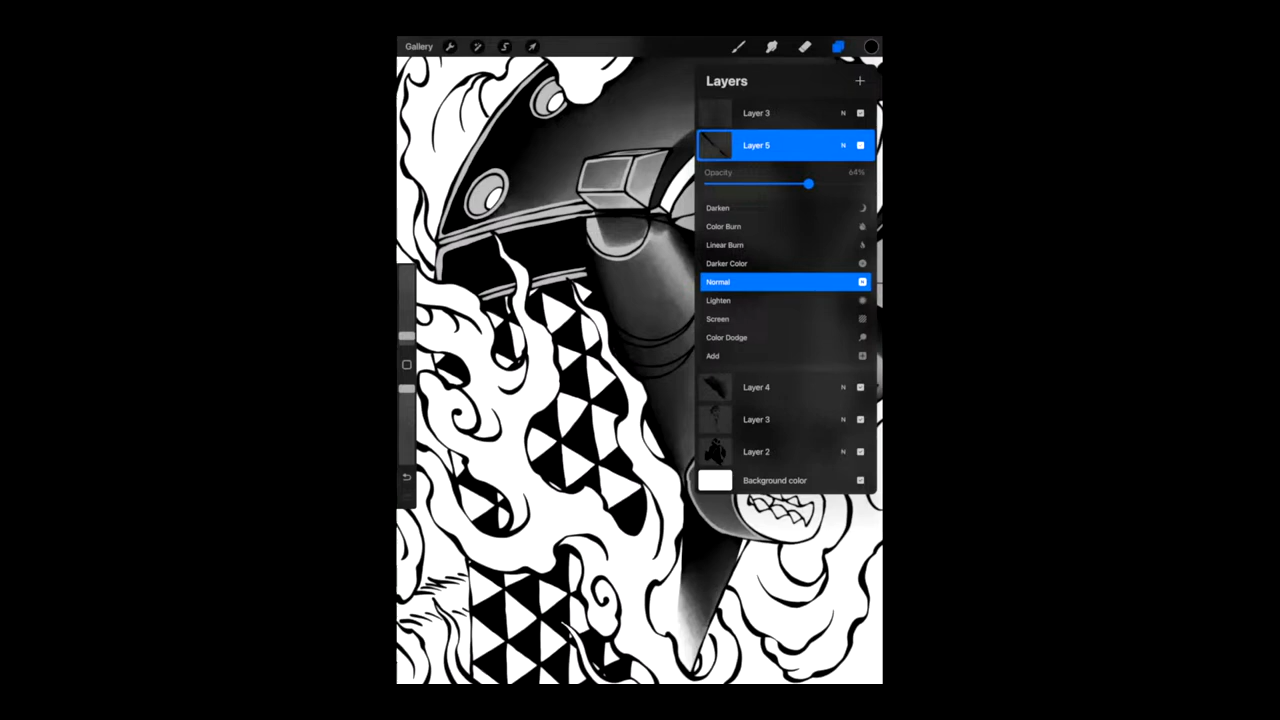 Gallery
Layers
Layer 3 N
Layer 5 N
Opacity 64%
Darken
Color Burn
Linear Burn
Darker Color
Normal N
Lighten
Screen
Color Dodge
Add
Layer 4 N
Layer 3 N
Layer 2 N
Background color